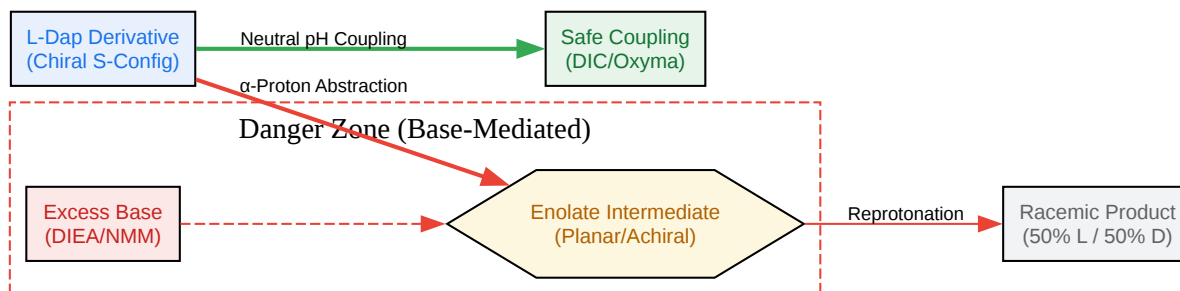 L-Dap Derivative
(Chiral S-Config)
Neutral pH Coupling
Safe Coupling
(DIC/Oxyma)
α-Proton Abstraction
Danger Zone (Base-Mediated)
Excess Base
(DIEA/NMM)
Enolate Intermediate
(Planar/Achiral)
Reprotonation
Racemic Product
(50% L / 50% D)